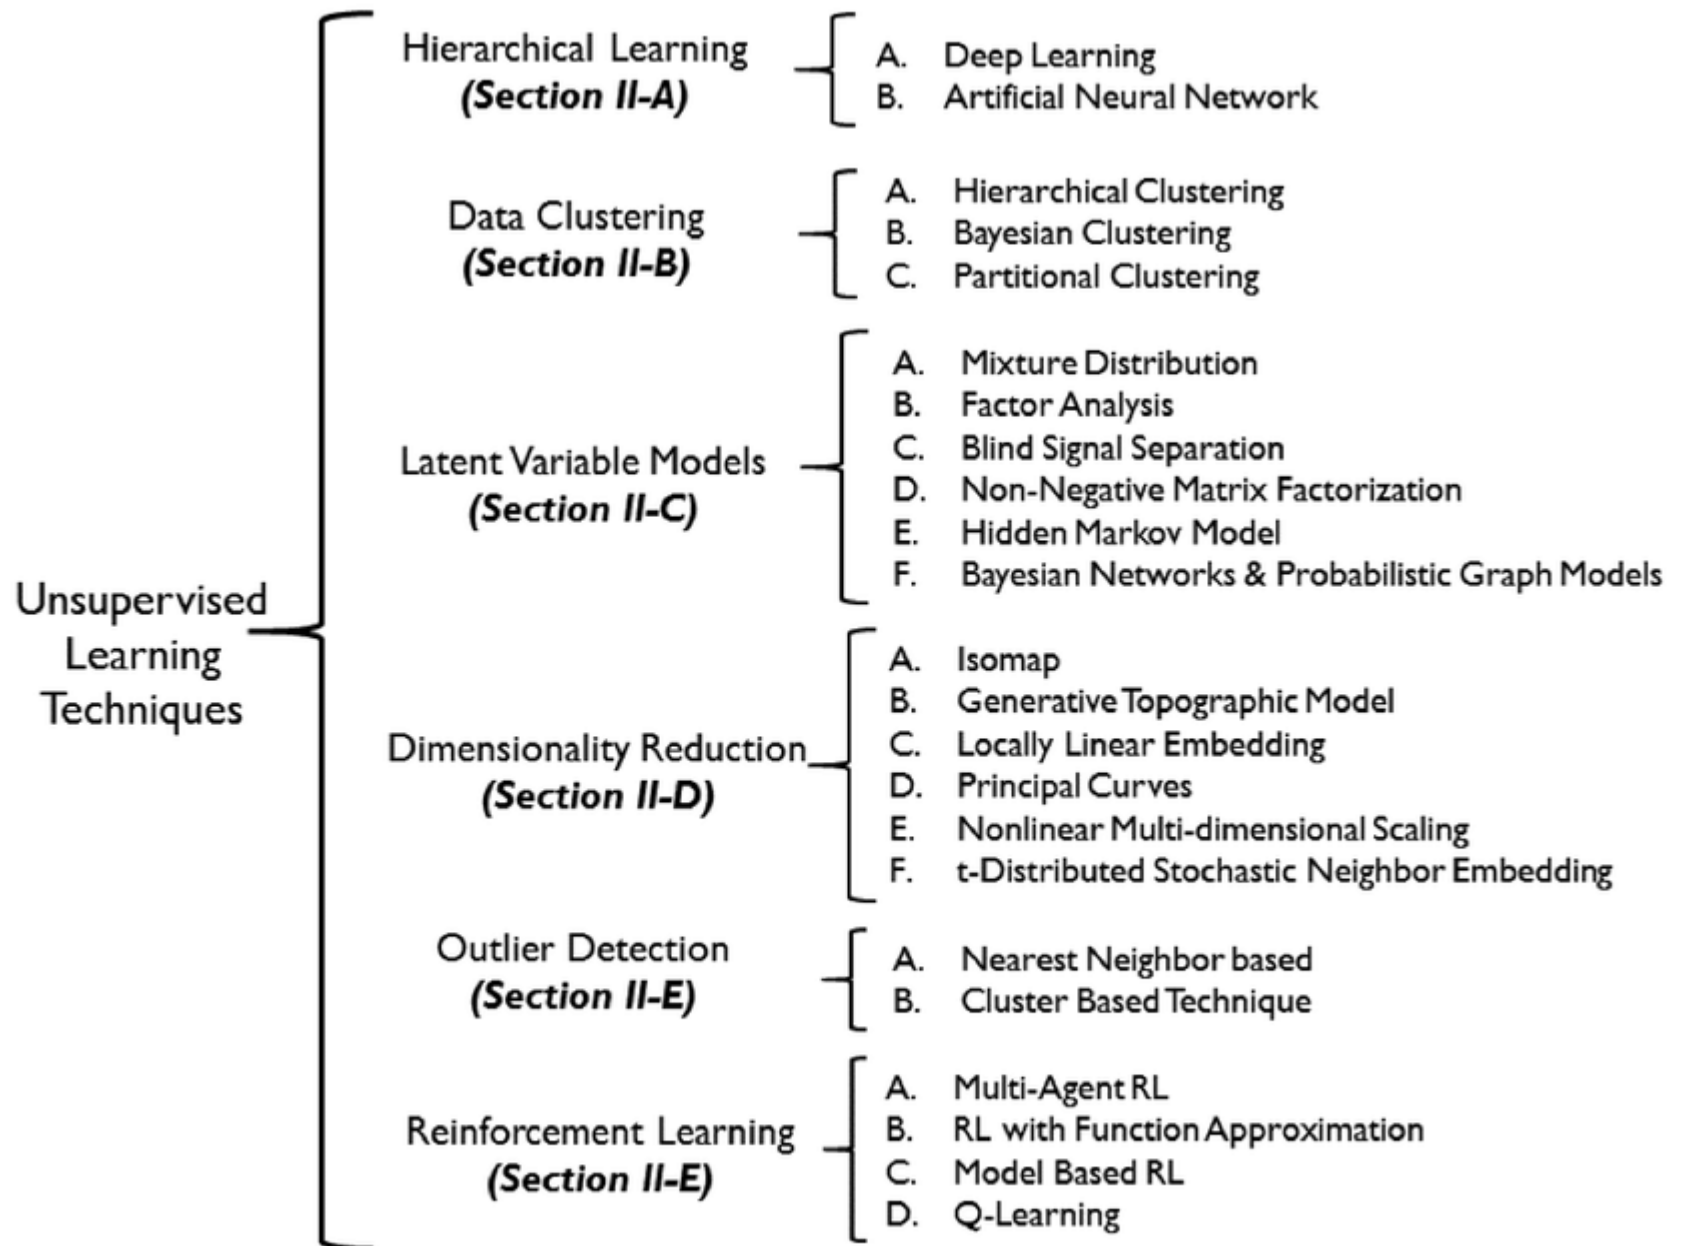 Unsupervised
Learning
Techniques
Hierarchical Learning
(Section II-A)
A. Deep Learning
B. Artificial Neural Network
Data Clustering
(Section II-B)
A. Hierarchical Clustering
B. Bayesian Clustering
C. Partitional Clustering
Latent Variable Models
(Section II-C)
A. Mixture Distribution
B. Factor Analysis
C. Blind Signal Separation
D. Non-Negative Matrix Factorization
E. Hidden Markov Model
F. Bayesian Networks & Probabilistic Graph Models
Dimensionality Reduction
(Section II-D)
A. Isomap
B. Generative Topographic Model
C. Locally Linear Embedding
D. Principal Curves
E. Nonlinear Multi-dimensional Scaling
F. t-Distributed Stochastic Neighbor Embedding
Outlier Detection
(Section II-E)
A. Nearest Neighbor based
B. Cluster Based Technique
Reinforcement Learning
(Section II-E)
A. Multi-Agent RL
B. RL with Function Approximation
C. Model Based RL
D. Q-Learning